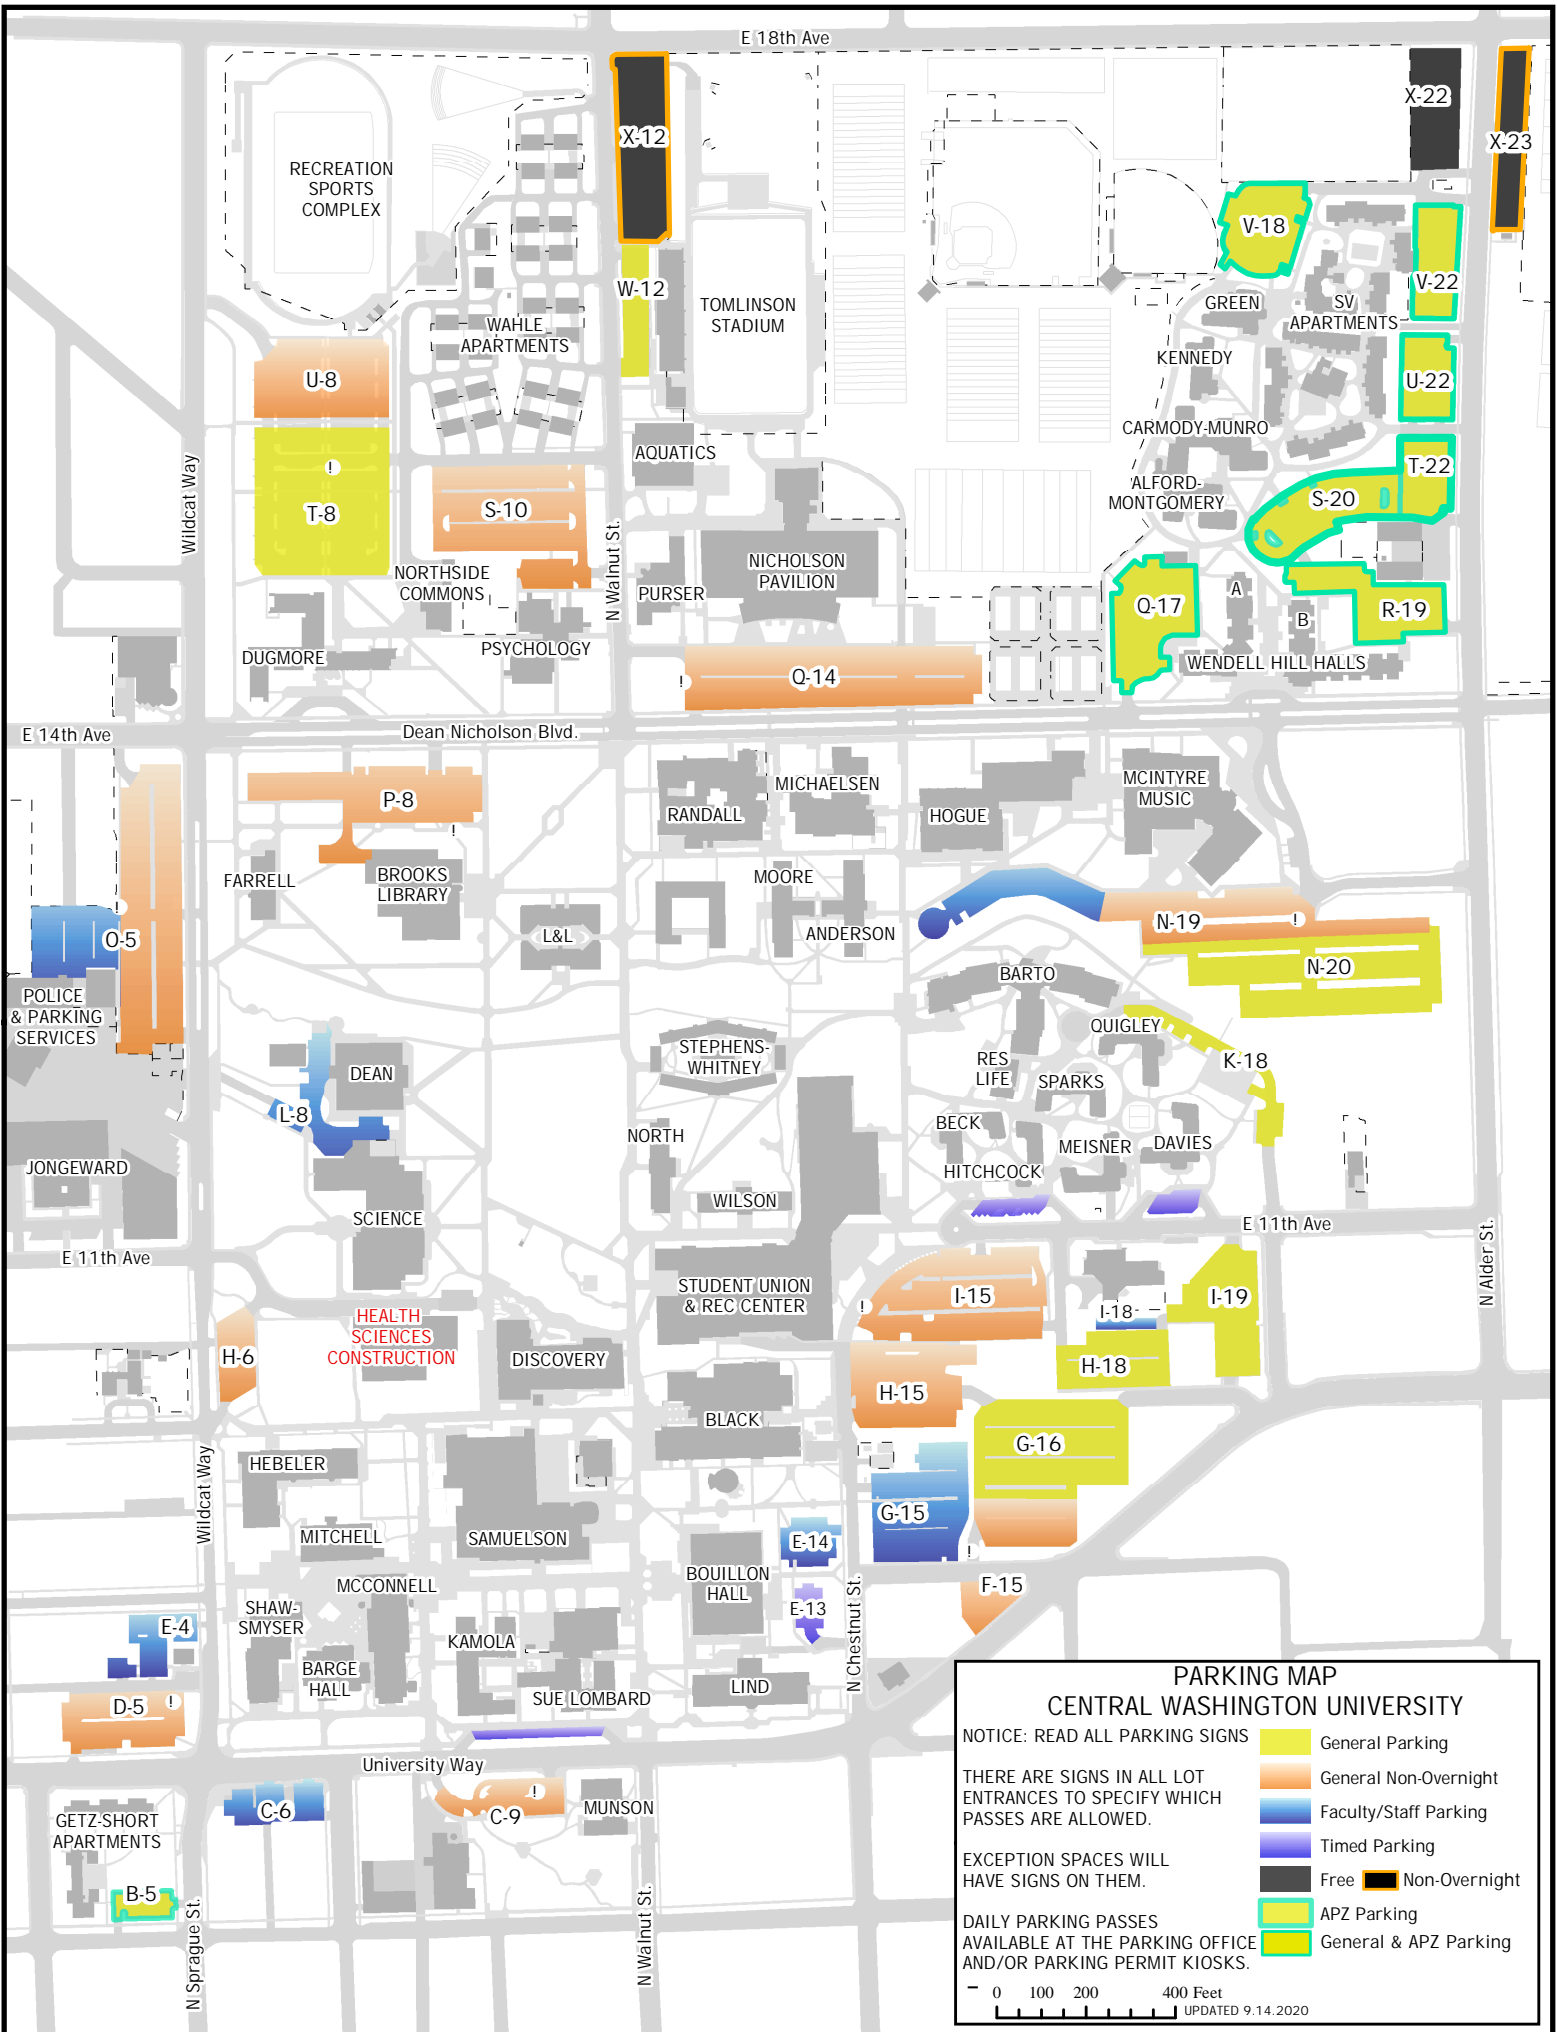 E 18th Ave
X-12
X-22
X-23
RECREATION
SPORTS
COMPLEX
V-18
W-12
TOMLINSON
STADIUM
V-22
GREEN
SV
APARTMENTS
WAHLE
APARTMENTS
KENNEDY
U-8
U-22
CARMODY-MUNRO
AQUATICS
T-22
!
Wildcat Way
ALFORD-
MONTGOMERY
S-20
T-8
S-10
N Walnut St.
NORTHSIDE
COMMONS
NICHOLSON
PAVILION
PURSER
A
Q-17
B
R-19
DUGMORE
PSYCHOLOGY
WENDELL HILL HALLS
!
Q-14
E 14th Ave
Dean Nicholson Blvd.
MICHAELSEN
MCINTYRE
MUSIC
P-8
RANDALL
HOGUE
!
FARRELL
BROOKS
LIBRARY
MOORE
!
L&L
ANDERSON
N-19
!
O-5
N-20
BARTO
POLICE
& PARKING
SERVICES
QUIGLEY
STEPHENS-
WHITNEY
RES
LIFE
K-18
DEAN
SPARKS
L-8
BECK
NORTH
MEISNER
DAVIES
JONGEWARD
HITCHCOCK
WILSON
SCIENCE
E 11th Ave
E 11th Ave
N Alder St.
STUDENT UNION
& REC CENTER
I-15
I-19
!
I-18
HEALTH
SCIENCES
CONSTRUCTION
H-6
DISCOVERY
H-18
H-15
BLACK
G-16
HEBELER
Wildcat Way
G-15
MITCHELL
SAMUELSON
E-14
!
BOUILLON
HALL
MCCONNELL
F-15
SHAW-
SMYSER
E-13
E-4
N Chestnut St.
KAMOLA
BARGE
HALL
LIND
SUE LOMBARD
D-5
!
University Way
C-6
C-9
!
MUNSON
GETZ-SHORT
APARTMENTS
B-5
N Sprague St.
N Walnut St.
PARKING MAP
CENTRAL WASHINGTON UNIVERSITY
NOTICE: READ ALL PARKING SIGNS
THERE ARE SIGNS IN ALL LOT
ENTRANCES TO SPECIFY WHICH
PASSES ARE ALLOWED.
EXCEPTION SPACES WILL
HAVE SIGNS ON THEM.
DAILY PARKING PASSES
AVAILABLE AT THE PARKING OFFICE
AND/OR PARKING PERMIT KIOSKS.
General Parking
General Non-Overnight
Faculty/Staff Parking
Timed Parking
Free Non-Overnight
APZ Parking
General & APZ Parking
0 100 200 400 Feet
UPDATED 9.14.2020